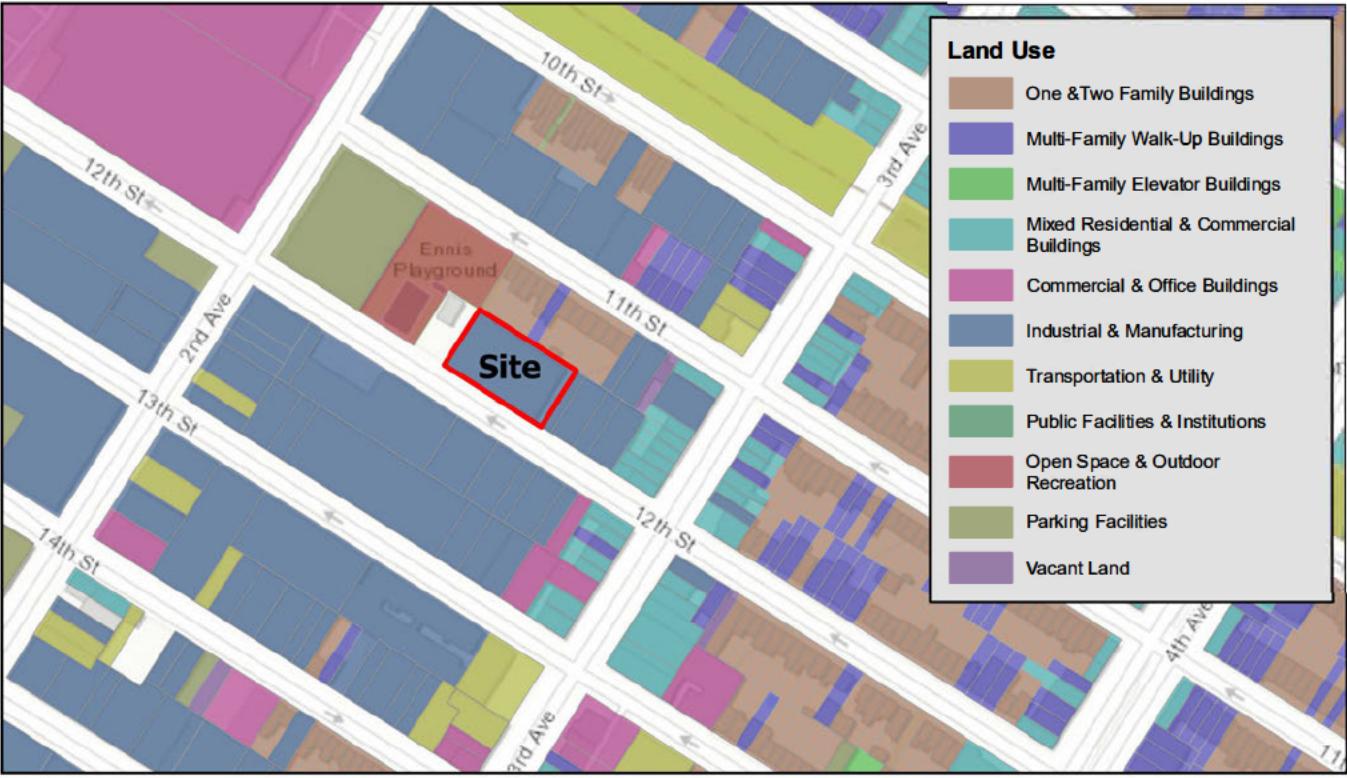 10th St
3rd Ave
12th St
Ennis
Playground
11th St
2nd Ave
Site
13th St
12th St
14th St
3rd Ave
4th Ave
Land Use
One &Two Family Buildings
Multi-Family Walk-Up Buildings
Multi-Family Elevator Buildings
Mixed Residential & Commercial
Buildings
Commercial & Office Buildings
Industrial & Manufacturing
Transportation & Utility
Public Facilities & Institutions
Open Space & Outdoor
Recreation
Parking Facilities
Vacant Land